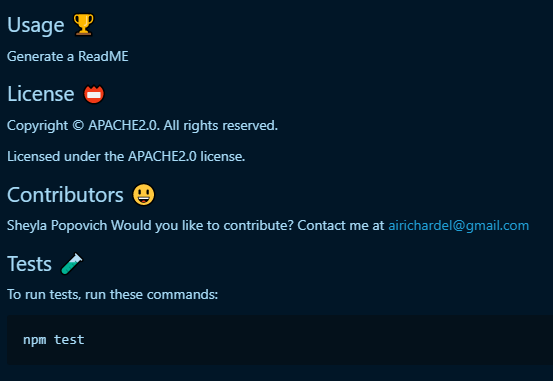 Usage 🏆
Generate a ReadME
License 📛
Copyright © APACHE2.0. All rights reserved.
Licensed under the APACHE2.0 license.
Contributors 😃
Sheyla Popovich Would you like to contribute? Contact me at airichardel@gmail.com
Tests 🧪
To run tests, run these commands:
npm test